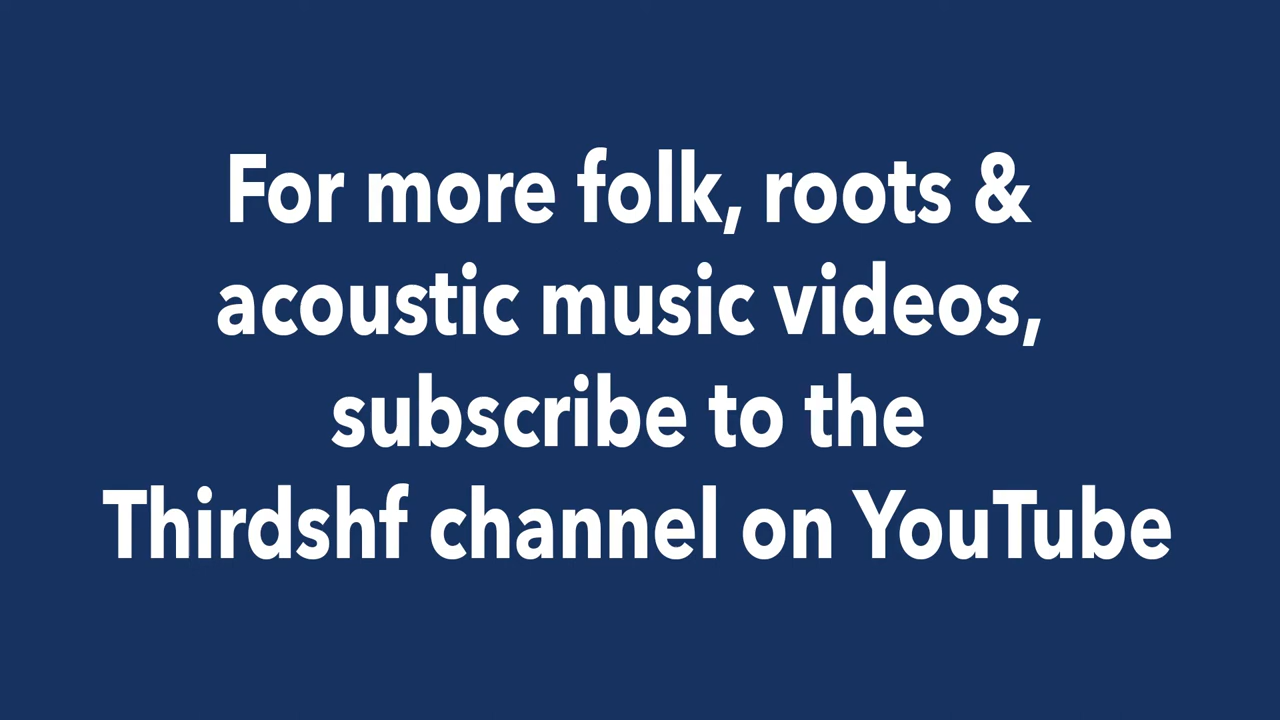 For more folk, roots &
acoustic music videos,
subscribe to the
Thirdshf channel on YouTube